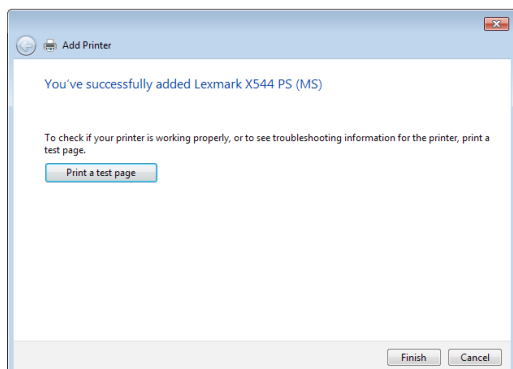 Add Printer
You've successfully added Lexmark X544 PS (MS)
To check if your printer is working properly, or to see troubleshooting information for the printer, print a
test page.
Print a test page
Finish
Cancel